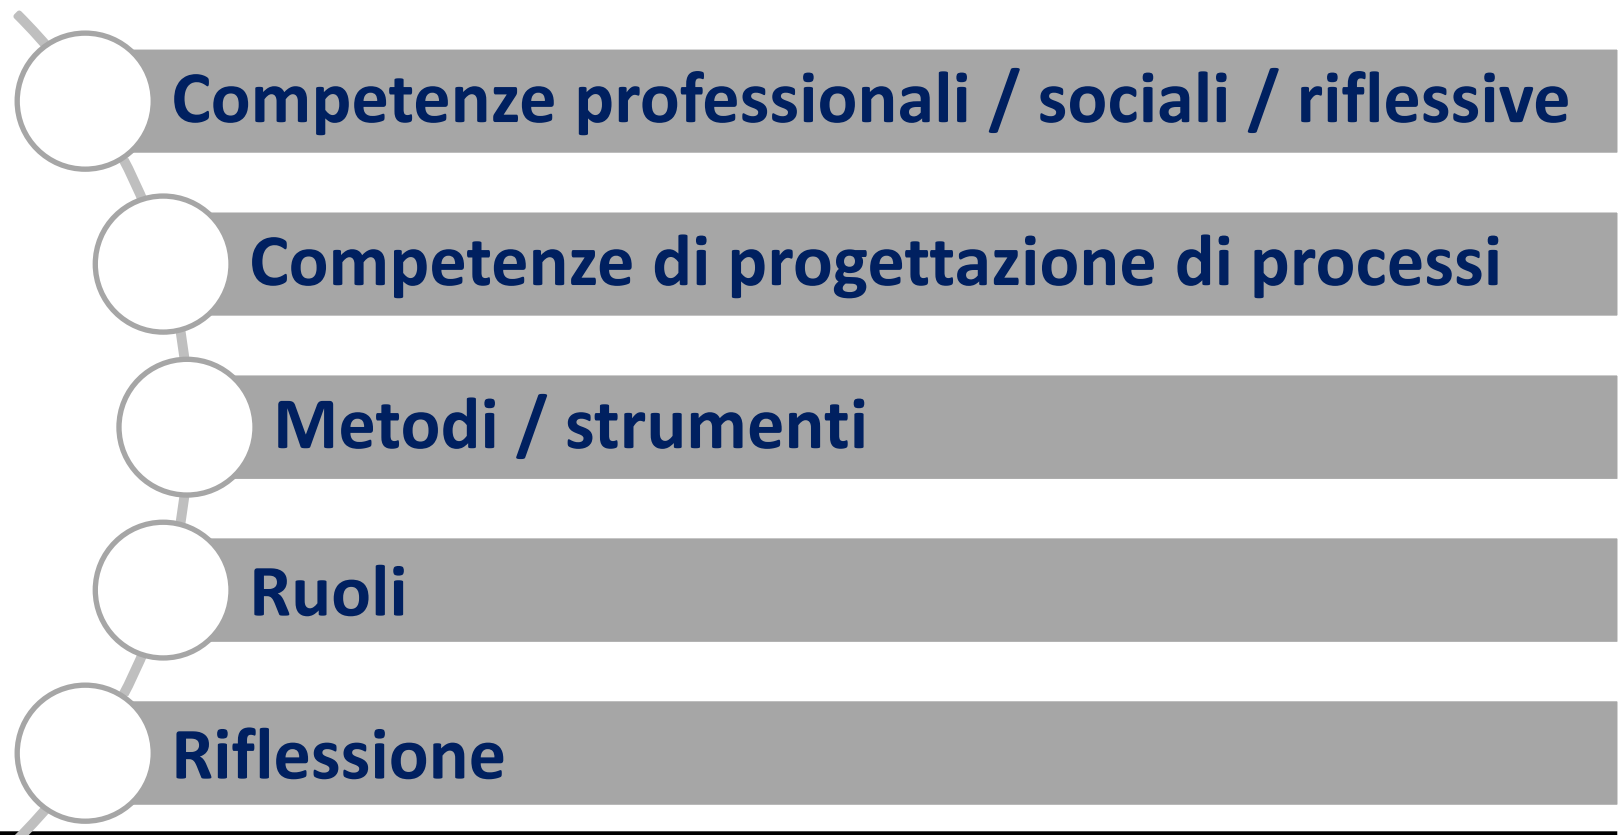 Competenze professionali / sociali / riflessive
Competenze di progettazione di processi
Metodi / strumenti
Ruoli
Riflessione